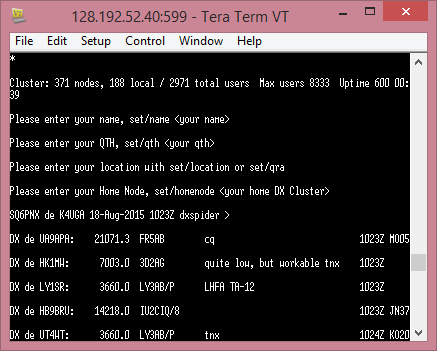 128.192.52.40:599 - Tera Term VT
File Edit Setup Control Window Help
*
Cluster: 371 nodes, 188 local / 2971 total users  Max users 8333  Uptime 600 00:
39
Please enter your name, set/name <your name>
Please enter your QTH, set/qth <your qth>
Please enter your location with set/location or set/qra
Please enter your Home Node, set/homenode <your home DX Cluster>
SQ6PNX de K4UGA 18-Aug-2015 1023Z dxspider >
DX de UA9APA: 21071.3 FR5AB cq 1023Z MO05
DX de HK1MW: 7003.0 3D2AG quite low, but workable tnx 1023Z
DX de LY1SR: 3660.0 LY3AB/P LHFA TA-12 1023Z
DX de HB9BRU: 14218.0 IU2CIQ/8 1023Z JN37
DX de UT4WT: 3660.0 LY3AB/P tnx 1024Z KO20